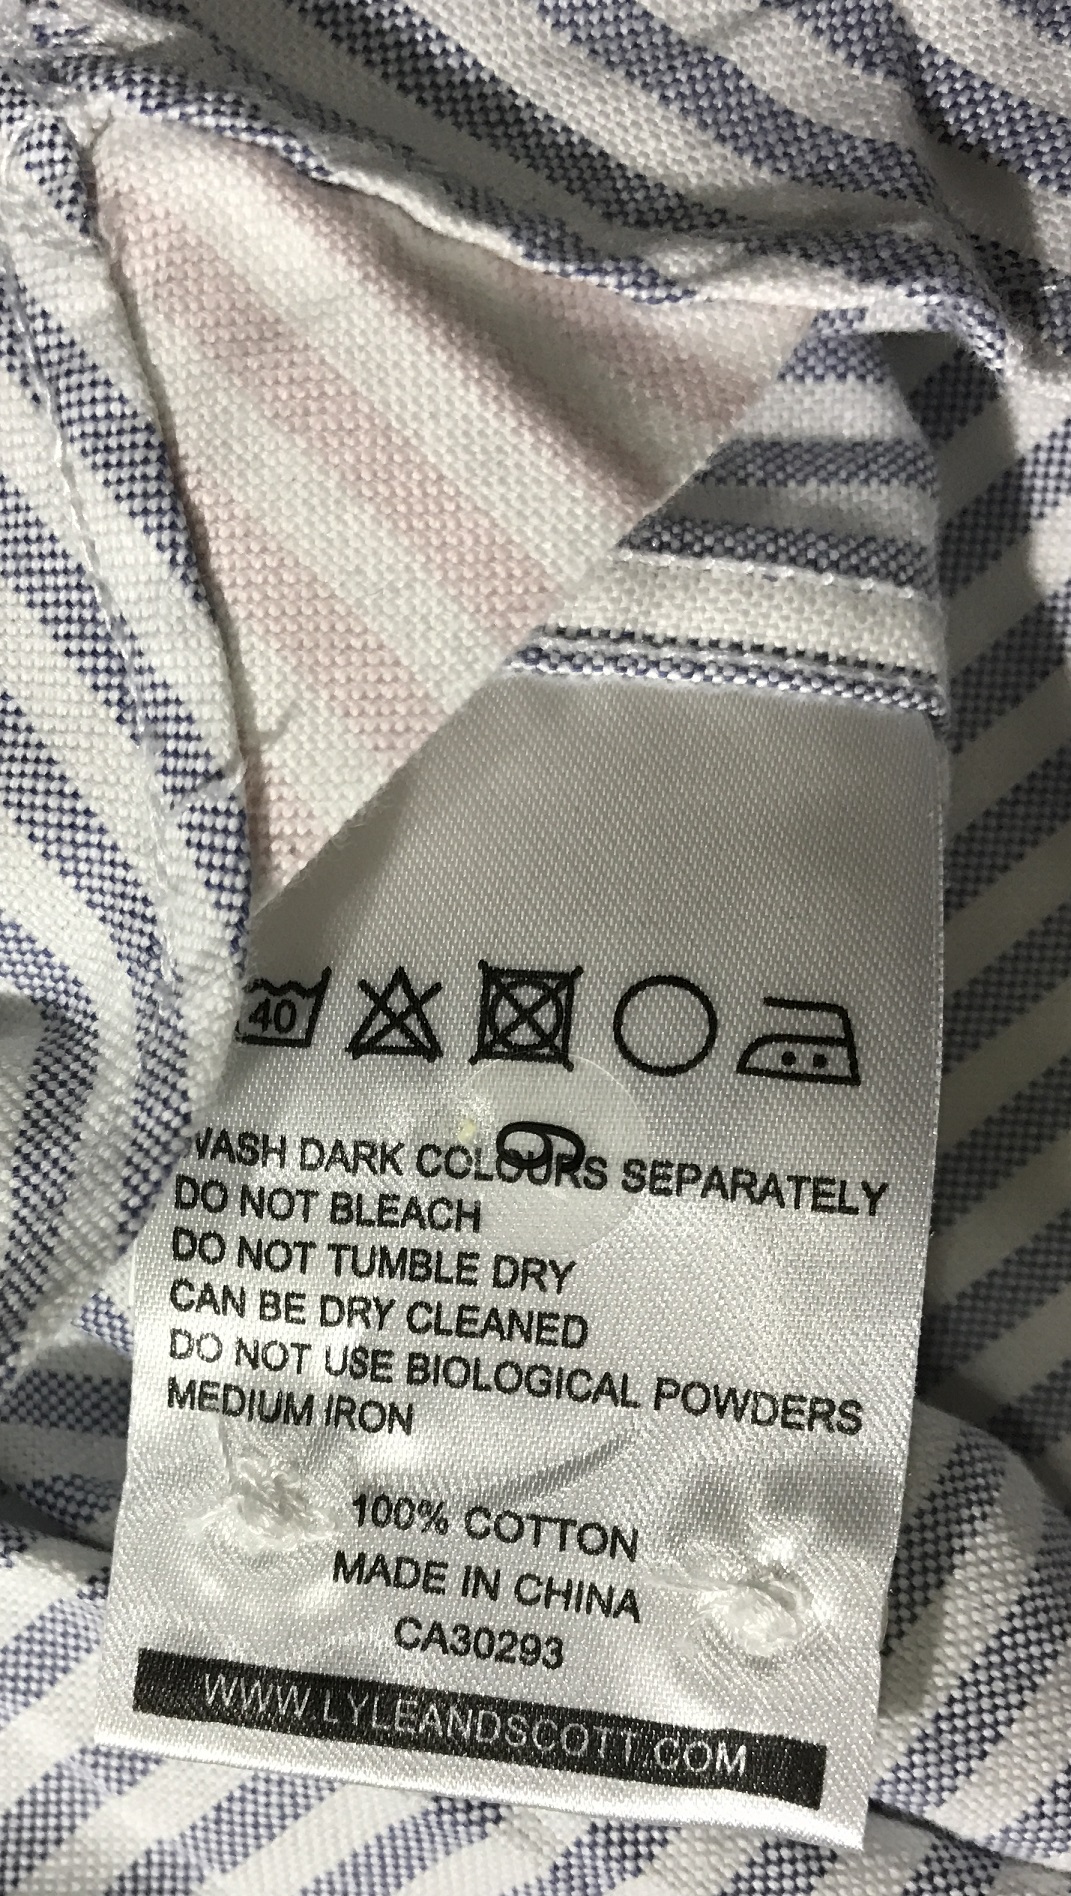 40
9
WASH DARK COLOURS SEPARATELY
DO NOT BLEACH
DO NOT TUMBLE DRY
CAN BE DRY CLEANED
DO NOT USE BIOLOGICAL POWDERS
MEDIUM IRON
100% COTTON
MADE IN CHINA
CA30293
WWW.LYLEANDSCOTT.COM